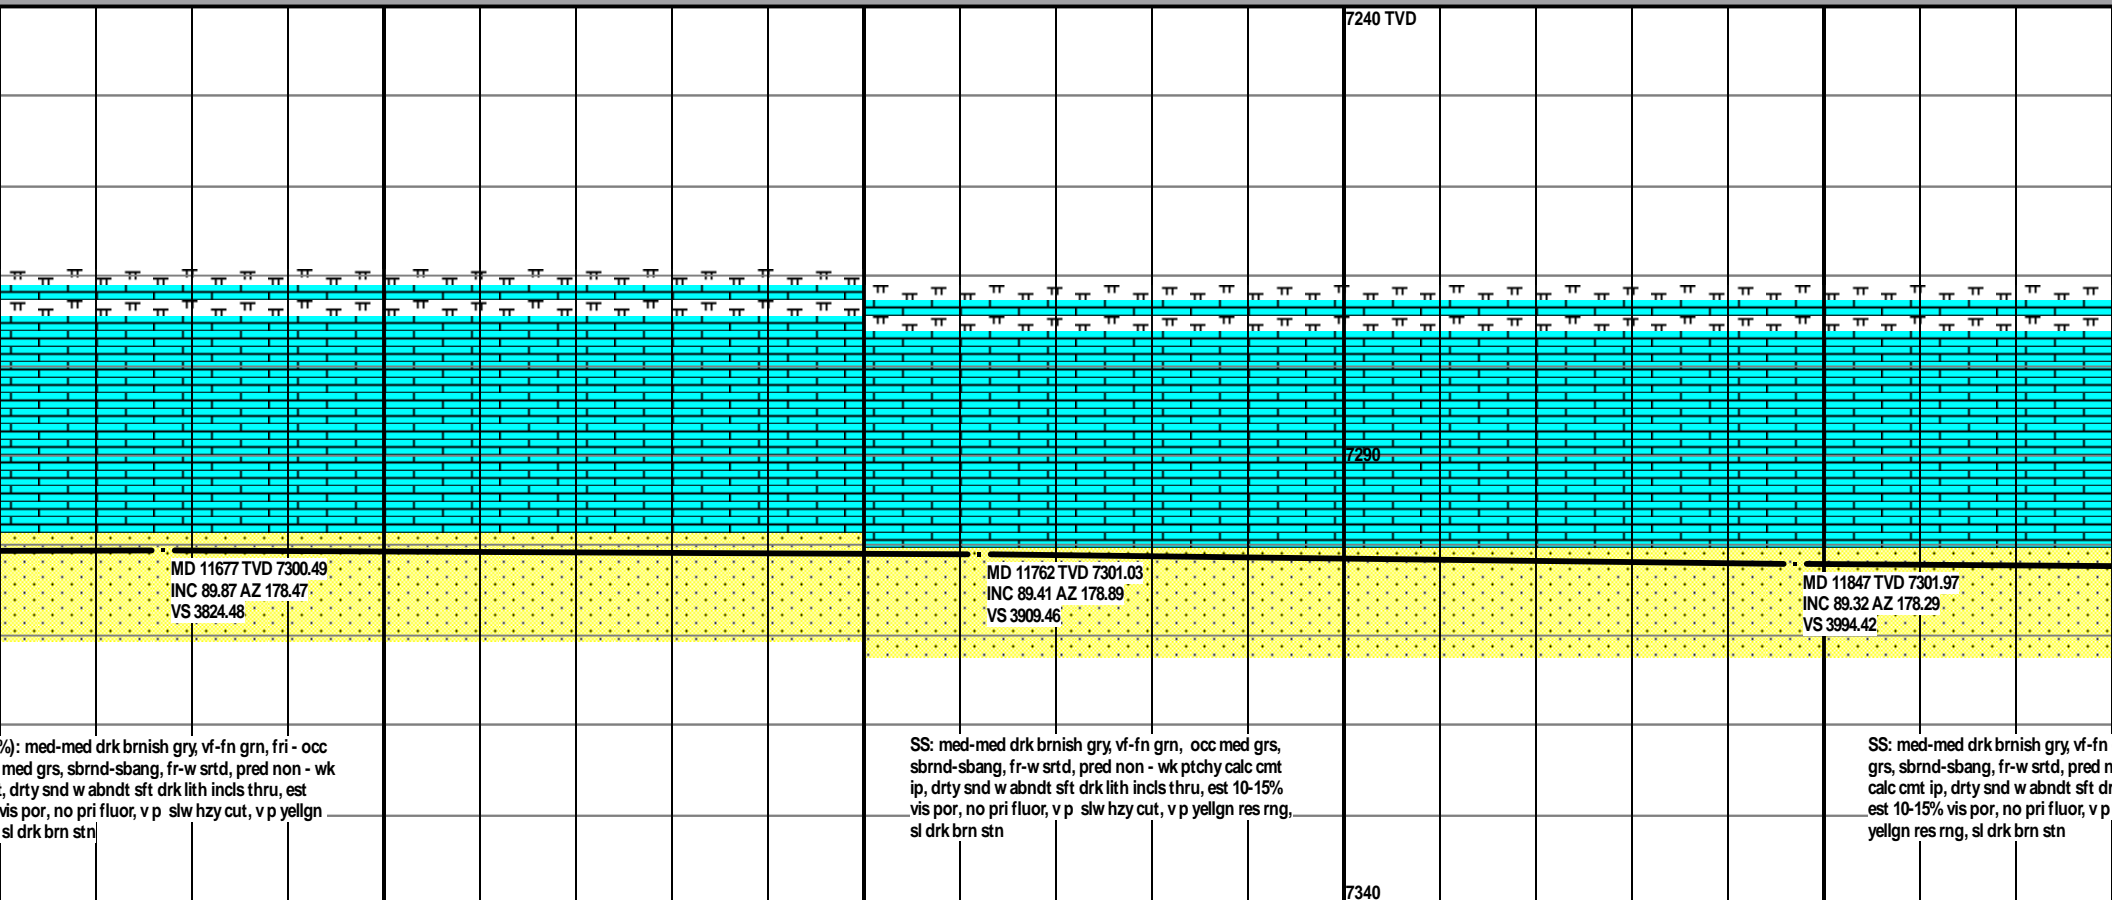 7240 TVD
7290
MD 11677 TVD 7300.49
INC 89.87 AZ 178.47
VS 3824.48
MD 11762 TVD 7301.03
INC 89.41 AZ 178.89
VS 3909.46
MD 11847 TVD 7301.97
INC 89.32 AZ 178.29
VS 3994.42
%): med-med drk brnish gry, vf-fn grn, fri - occ
med grs, sbrnd-sbang, fr-w srtd, pred non - wk
, drty snd w abndt sft drk lith incls thru, est
vis por, no pri fluor, v p slw hzy cut, v p yellgn
sl drk brn stn
SS: med-med drk brnish gry, vf-fn grn, occ med grs,
sbrnd-sbang, fr-w srtd, pred non - wk ptchy calc cmt
ip, drty snd w abndt sft drk lith incls thru, est 10-15%
vis por, no pri fluor, v p slw hzy cut, v p yellgn res rng,
sl drk brn stn
SS: med-med drk brnish gry, vf-fn
grs, sbrnd-sbang, fr-w srtd, pred n
calc cmt ip, drty snd w abndt sft dr
est 10-15% vis por, no pri fluor, v p
yellgn res rng, sl drk brn stn
7340